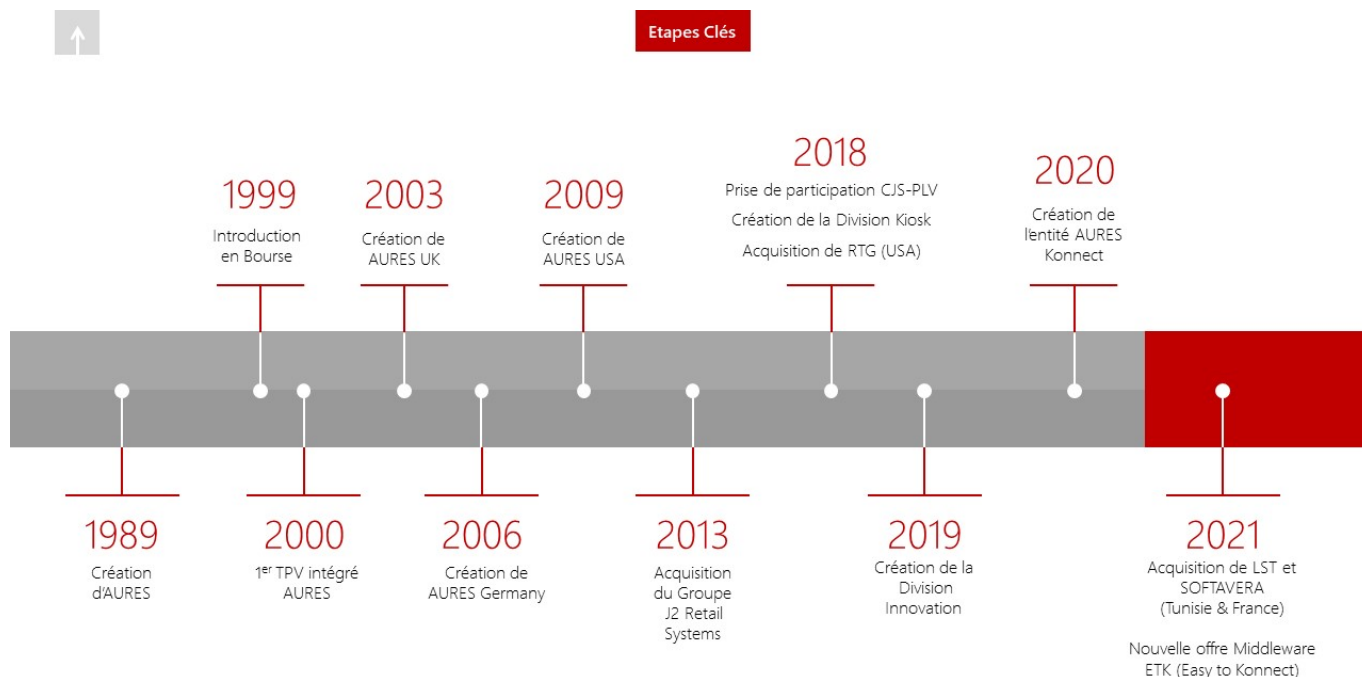 Etapes Clés
1999
Introduction
en Bourse
2003
Création de
AURES UK
2009
Création de
AURES USA
2018
Prise de participation CJS-PLV
Création de la Division Kiosk
Acquisition de RTG (USA)
2020
Création de
l'entité AURES
Konnect
1989
Création
d'AURES
2000
1er TPV intégré
AURES
2006
Création de
AURES Germany
2013
Acquisition
du Groupe
J2 Retail
Systems
2019
Création de la
Division
Innovation
2021
Acquisition de LST et
SOFTAVERA
(Tunisie & France)
Nouvelle offre Middleware
ETK (Easy to Konnect)